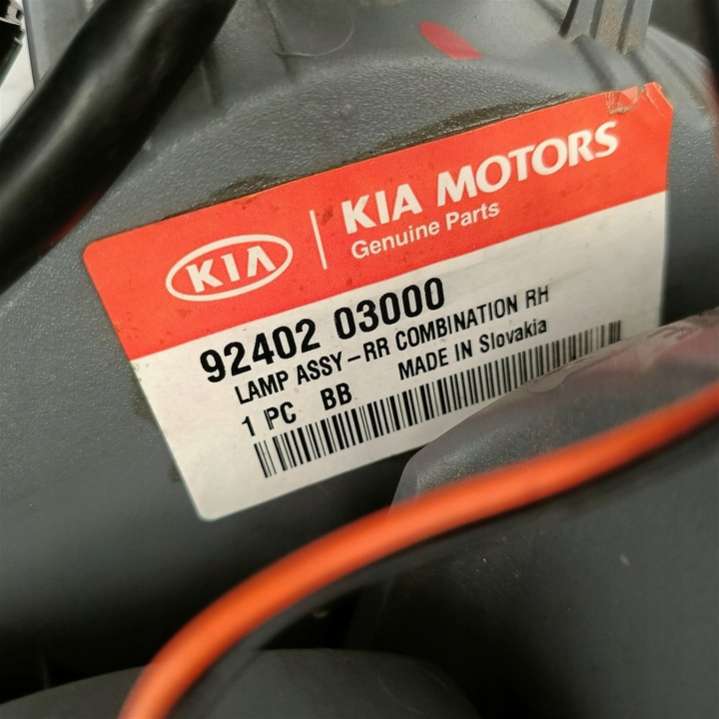 KIA
KIA MOTORS
Genuine Parts
92402 03000
LAMP ASSY-RR COMBINATION RH
1 PC BB MADE IN Slovakia